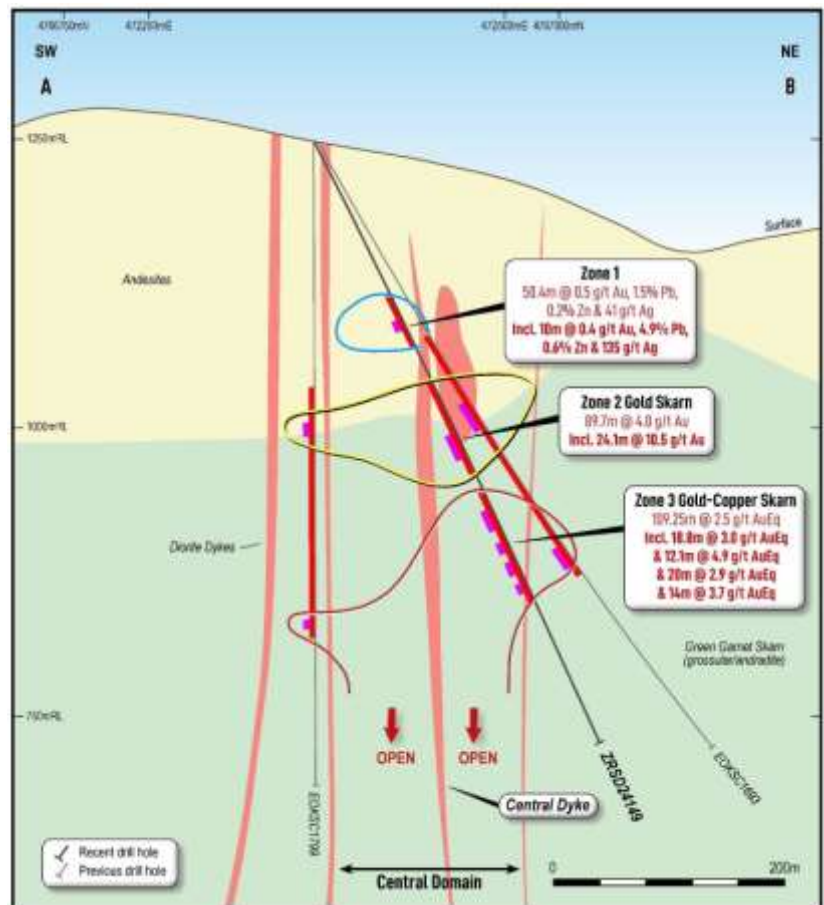 472500mE
SW
NE
A
B
1250mRL
Surface
Andesites
Zone 1
50.4m @ 0.5 g/t Au, 1.5% Pb,
0.2% Zn & 41 g/t Ag
Incl. 10m @ 0.4 g/t Au, 4.9% Pb,
0.6% Zn & 135 g/t Ag
1000mRL
Zone 2 Gold Skarn
89.7m @ 4.0 g/t Au
Incl. 24.1m @ 10.5 g/t Au
Zone 3 Gold-Copper Skarn
109.25m @ 2.5 g/t AuEq
Incl. 18.8m @ 3.0 g/t AuEq
& 12.1m @ 4.9 g/t AuEq
& 20m @ 2.9 g/t AuEq
& 14m @ 3.7 g/t AuEq
Diorite Dykes
Green Garnet Skarn
(grossular/andradite)
750mRL
OPEN
OPEN
ZRSD24149
Central Dyke
Recent drill hole
Previous drill hole
Central Domain
0
200m